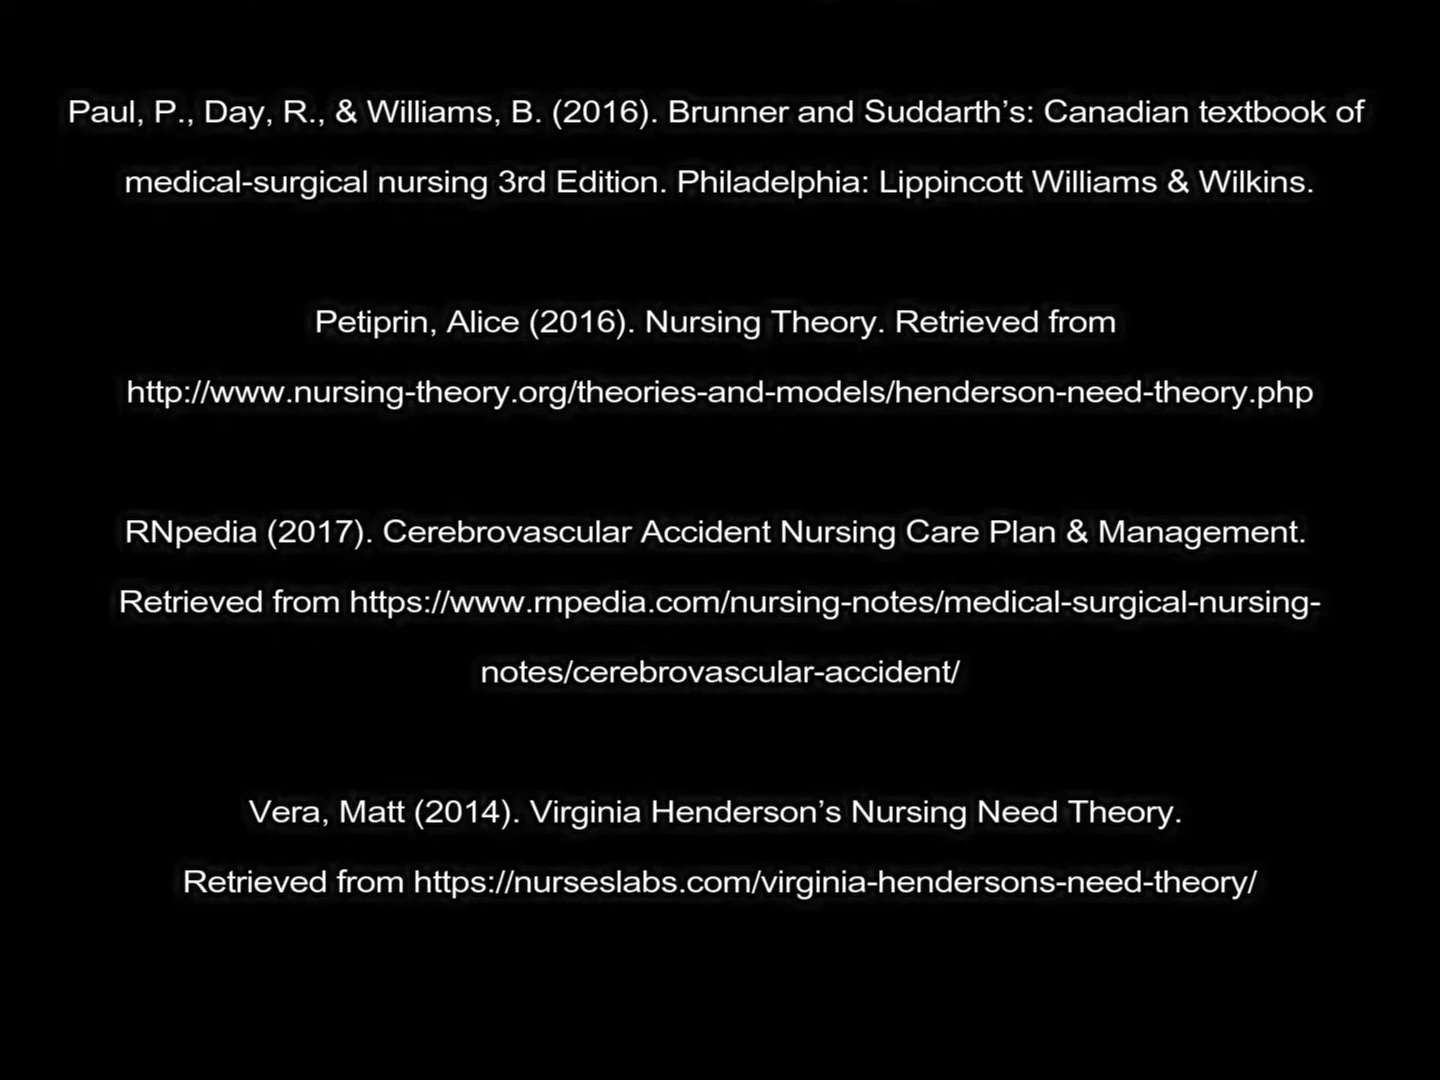 Paul, P., Day, R., & Williams, B. (2016). Brunner and Suddarth’s: Canadian textbook of
medical-surgical nursing 3rd Edition. Philadelphia: Lippincott Williams & Wilkins.
Petiprin, Alice (2016). Nursing Theory. Retrieved from
http://www.nursing-theory.org/theories-and-models/henderson-need-theory.php
RNpedia (2017). Cerebrovascular Accident Nursing Care Plan & Management.
Retrieved from https://www.rnpedia.com/nursing-notes/medical-surgical-nursing-
notes/cerebrovascular-accident/
Vera, Matt (2014). Virginia Henderson’s Nursing Need Theory.
Retrieved from https://nurseslabs.com/virginia-hendersons-need-theory/